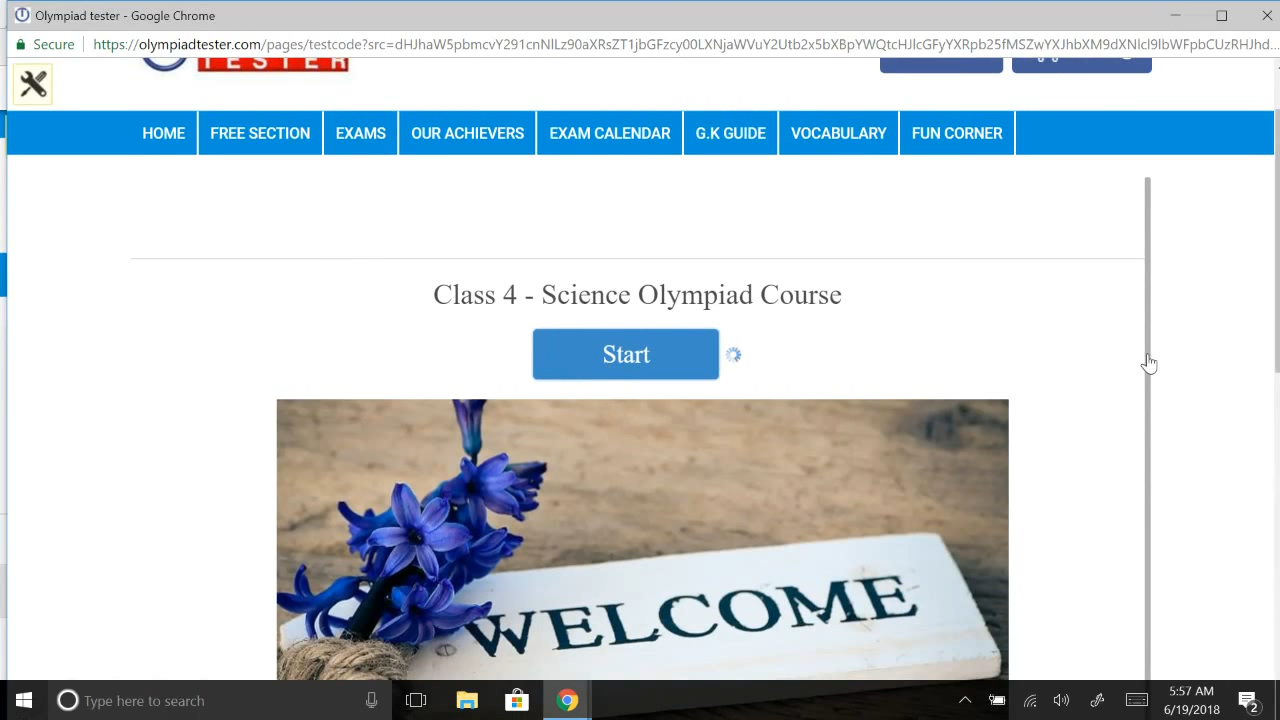 Olympiad tester - Google Chrome
Secure
https://olympiadtester.com/pages/testcode?src=
TESTER
HOME FREE SECTION EXAMS OUR ACHIEVERS EXAM CALENDAR G.K GUIDE VOCABULARY FUN CORNER
Class 4 - Science Olympiad Course
Start
WELCOME
Type here to search
5:57 AM
6/19/2018
2